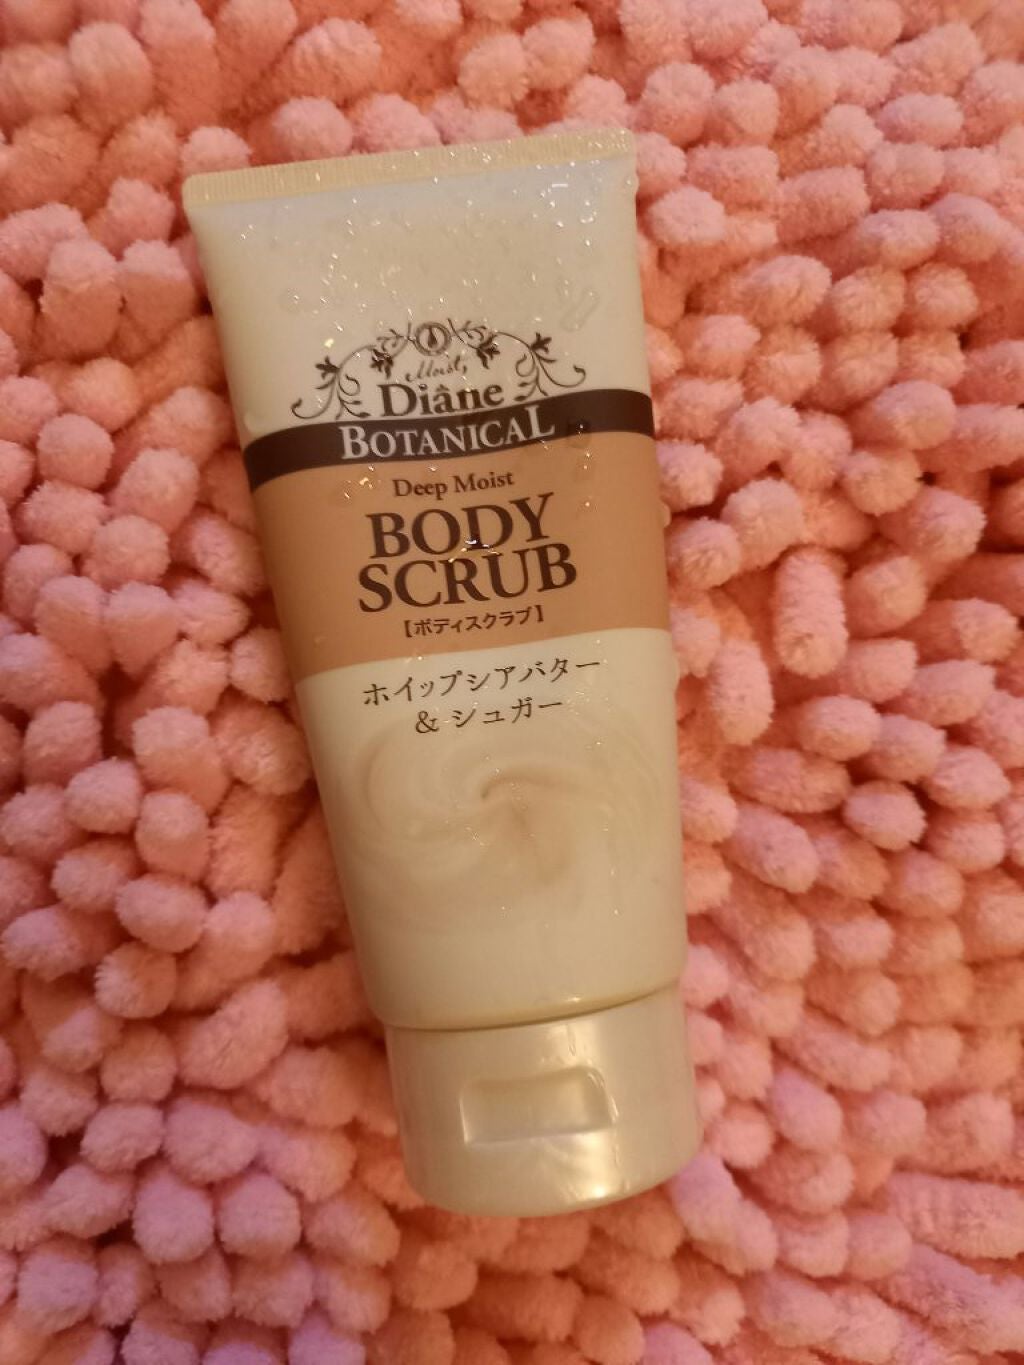 Moist
Diâne
BOTANICAL
Deep Moist
BODY
SCRUB
【ボディスクラブ】
ホイップシアバター
& シュガー